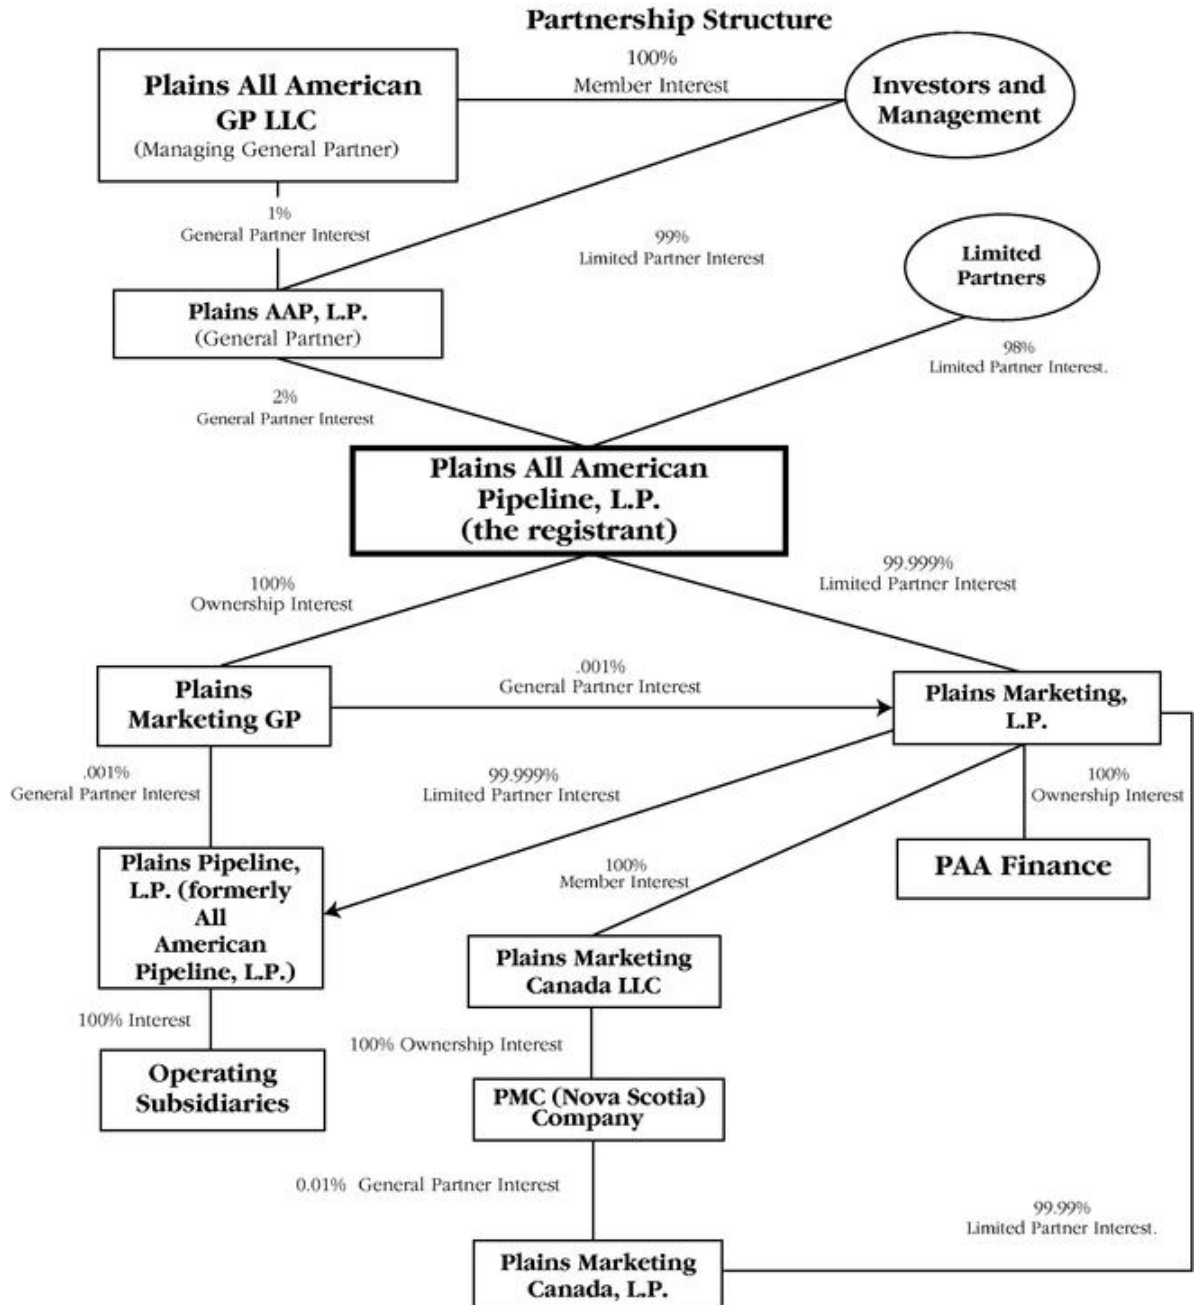 Partnership Structure
Plains All American
GP LLC
(Managing General Partner)
100%
Member Interest
Investors and
Management
1%
General Partner Interest
99%
Limited Partner Interest
Limited
Partners
Plains AAP, L.P.
(General Partner)
98%
Limited Partner Interest.
2%
General Partner Interest
Plains All American
Pipeline, L.P.
(the registrant)
100%
Ownership Interest
99.999%
Limited Partner Interest
Plains
Marketing GP
.001%
General Partner Interest
Plains Marketing,
L.P.
.001%
General Partner Interest
99.999%
Limited Partner Interest
100%
Ownership Interest
Plains Pipeline,
L.P. (formerly
All
American
Pipeline, L.P.)
100%
Member Interest
PAA Finance
Plains Marketing
Canada LLC
100% Interest
100% Ownership Interest
Operating
Subsidiaries
PMC (Nova Scotia)
Company
0.01% General Partner Interest
99.99%
Limited Partner Interest.
Plains Marketing
Canada, L.P.